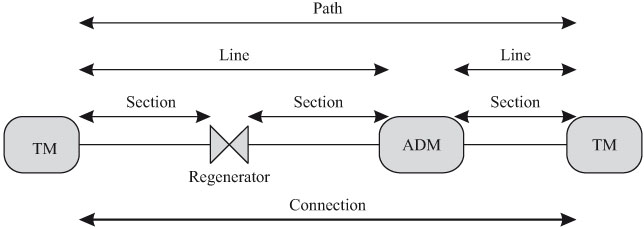 Path
Line Line
Section Section Section
TM ADM TM
Regenerator
Connection